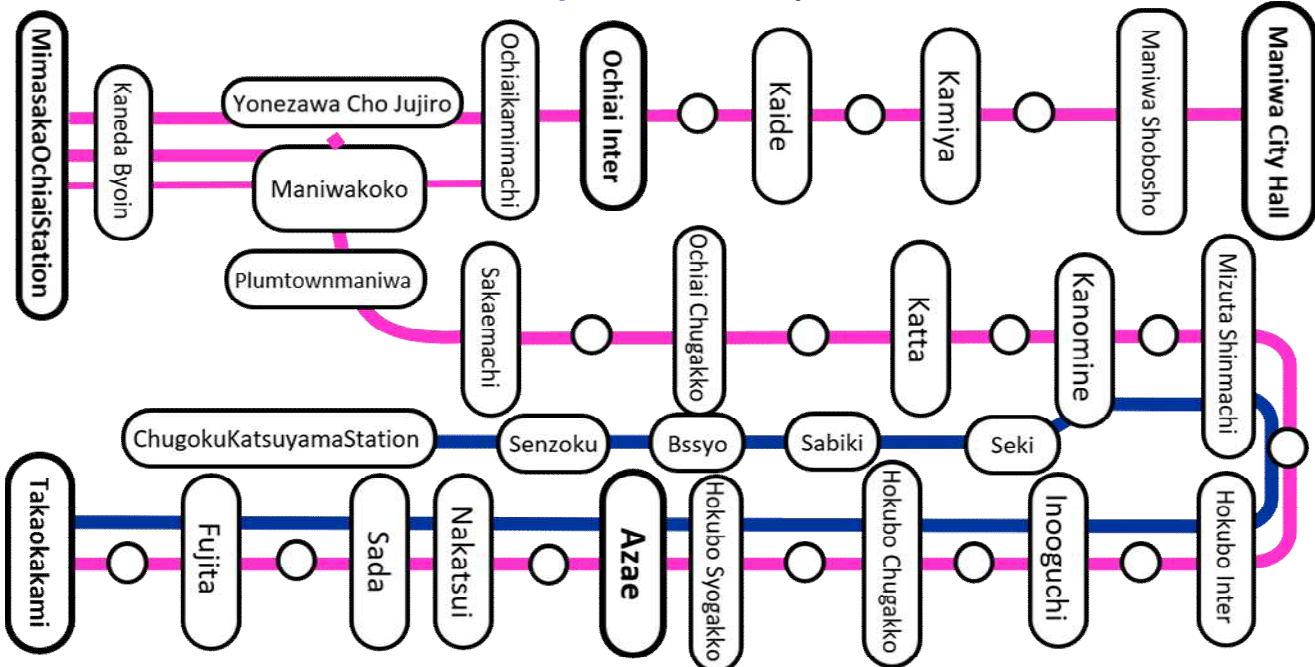 MimasakaOchiaiStation
Kaneda Byoin
Yonezawa Cho Jujiro
Maniwakoko
Ochiaikamimachi
Ochiai Inter
Kaide
Kamiya
Maniwa Shobosho
Maniwa City Hall
Plumtownmaniwa
Sakaemachi
Ochiai Chugakko
Katta
Kanomine
Mizuta Shinmachi
ChugokuKatsuyamaStation
Senzoku
Bssyo
Sabiki
Seki
Takaokakami
Fujita
Sada
Nakatsui
Azae
Hokubo Syogakko
Hokubo Chugakko
Inooguchi
Hokubo Inter